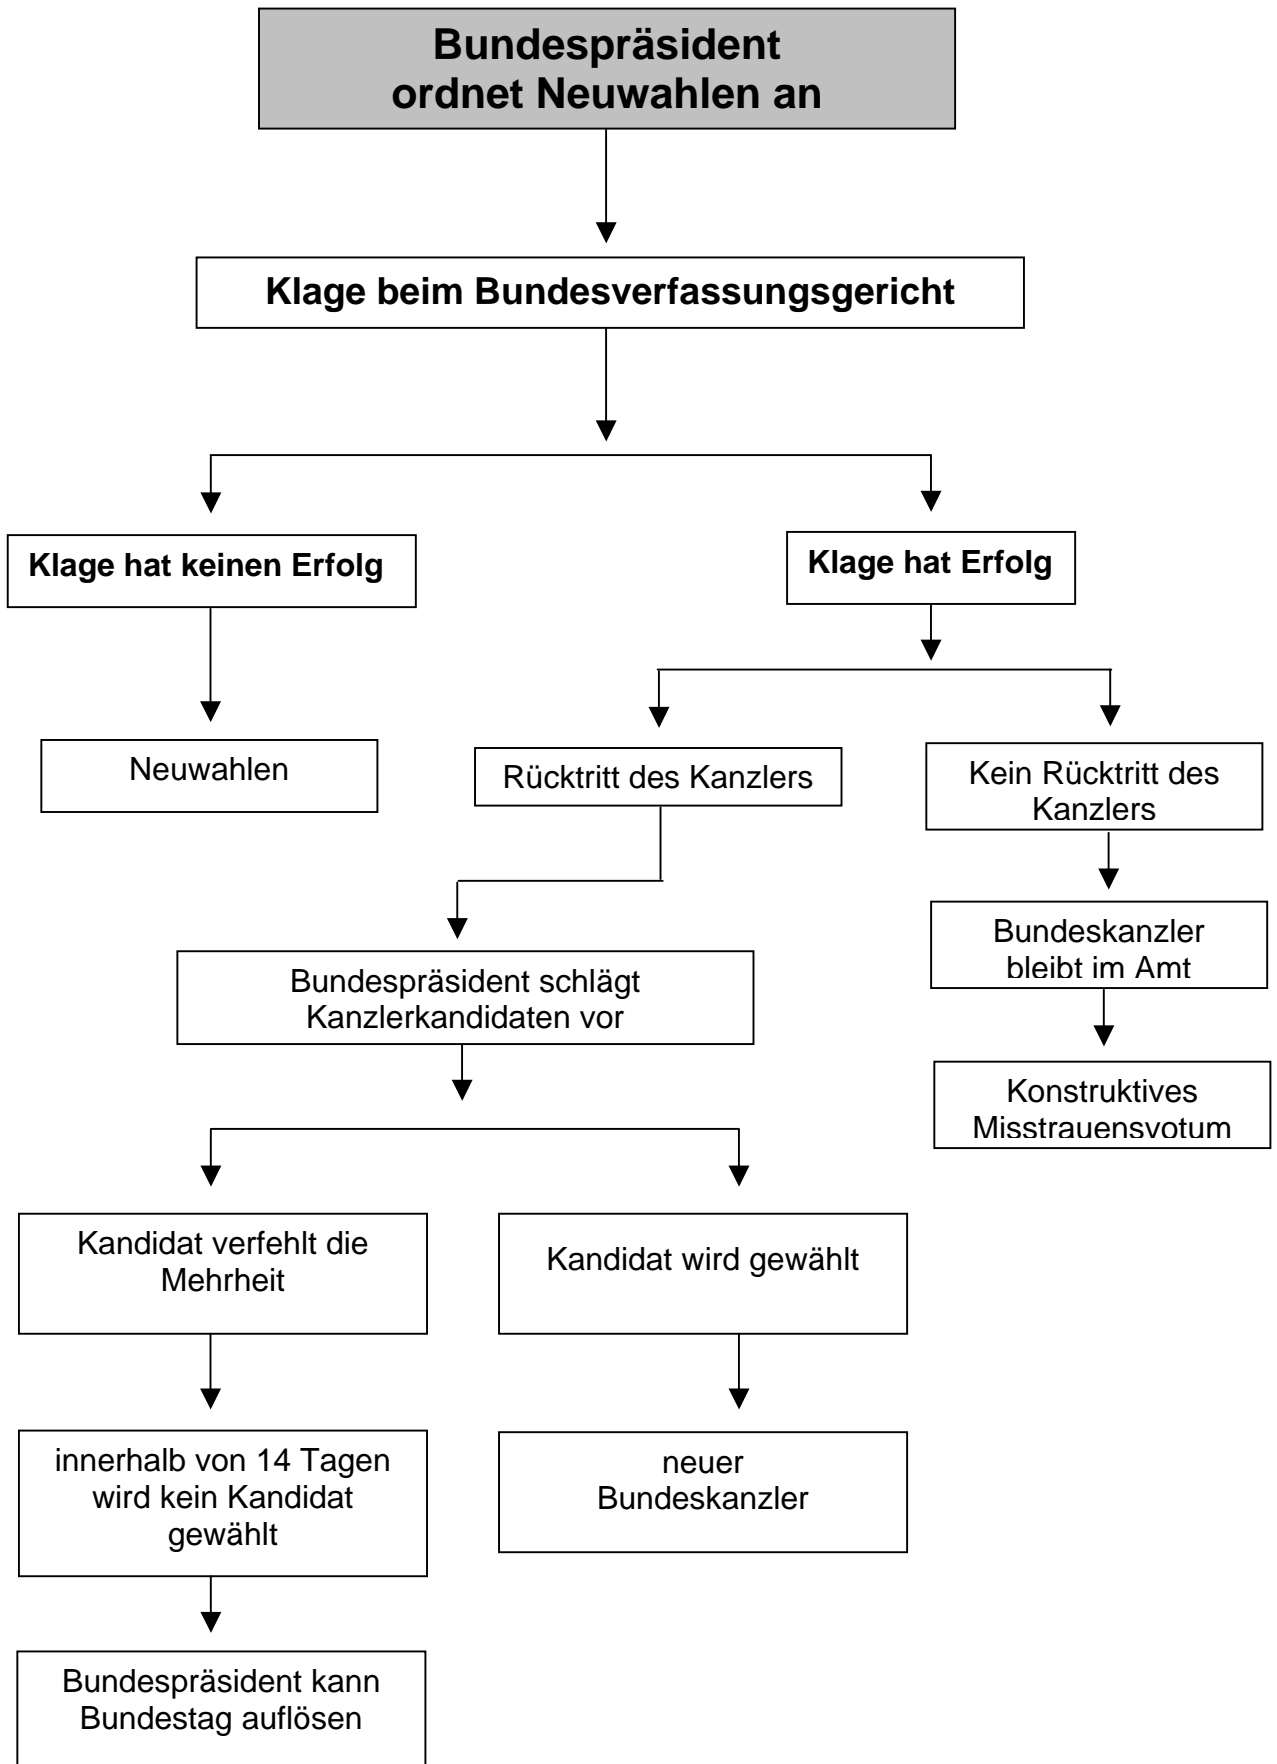 Bundespräsident
ordnet Neuwahlen an
Klage beim Bundesverfassungsgericht
Klage hat keinen Erfolg
Klage hat Erfolg
Neuwahlen
Rücktritt des Kanzlers
Kein Rücktritt des
Kanzlers
Bundeskanzler
bleibt im Amt
Bundespräsident schlägt
Kanzlerkandidaten vor
Konstruktives
Misstrauensvotum
Kandidat verfehlt die
Mehrheit
Kandidat wird gewählt
innerhalb von 14 Tagen
wird kein Kandidat
gewählt
neuer
Bundeskanzler
Bundespräsident kann
Bundestag auflösen